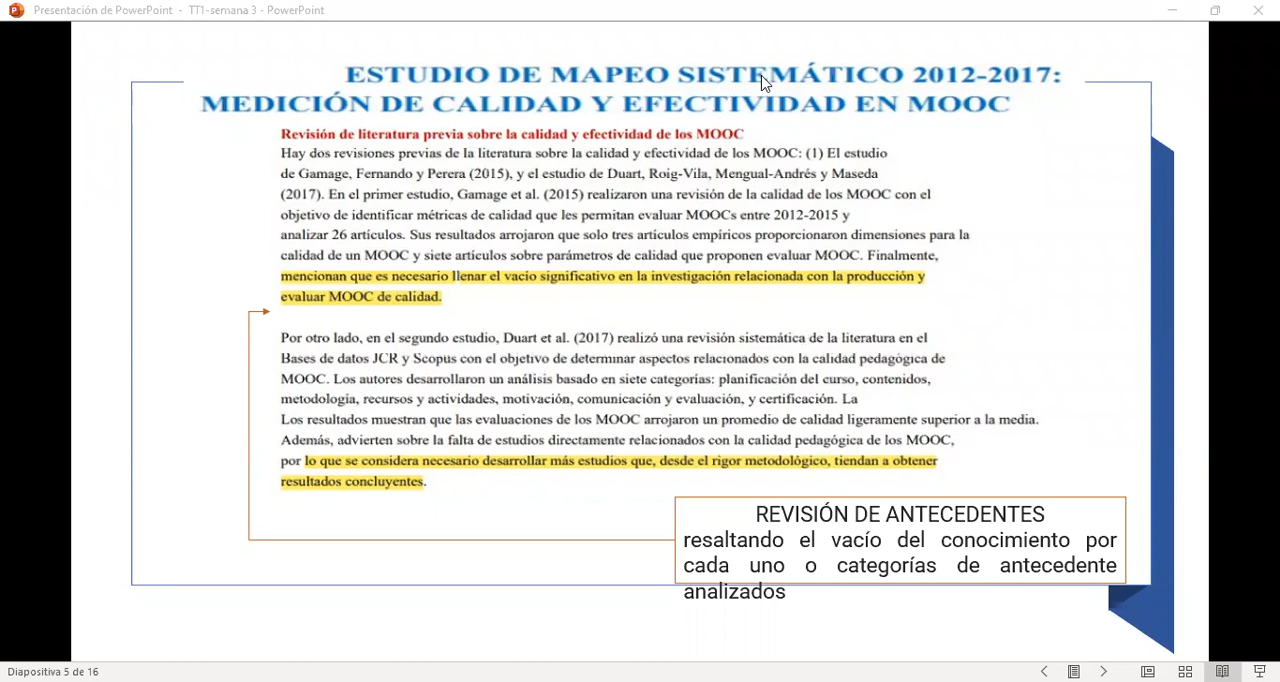 Presentación de PowerPoint - TT1-semana 3 - PowerPoint
ESTUDIO DE MAPEO SISTEMÁTICO 2012-2017:
MEDICIÓN DE CALIDAD Y EFECTIVIDAD EN MOOC
Revisión de literatura previa sobre la calidad y efectividad de los MOOC
Hay dos revisiones previas de la literatura sobre la calidad y efectividad de los MOOC: (1) El estudio
de Gamage, Fernando y Perera (2015), y el estudio de Duart, Roig-Vila, Mengual-Andrés y Maseda
(2017). En el primer estudio, Gamage et al. (2015) realizaron una revisión de la calidad de los MOOC con el
objetivo de identificar métricas de calidad que les permitan evaluar MOOCs entre 2012-2015 y
analizar 26 artículos. Sus resultados arrojaron que solo tres artículos empíricos proporcionaron dimensiones para la
calidad de un MOOC y siete artículos sobre parámetros de calidad que proponen evaluar MOOC. Finalmente,
mencionan que es necesario llenar el vacío significativo en la investigación relacionada con la producción y
evaluar MOOC de calidad.
Por otro lado, en el segundo estudio, Duart et al. (2017) realizó una revisión sistemática de la literatura en el
Bases de datos JCR y Scopus con el objetivo de determinar aspectos relacionados con la calidad pedagógica de
MOOC. Los autores desarrollaron un análisis basado en siete categorías: planificación del curso, contenidos,
metodología, recursos y actividades, motivación, comunicación y evaluación, y certificación. La
Los resultados muestran que las evaluaciones de los MOOC arrojaron un promedio de calidad ligeramente superior a la media.
Además, advierten sobre la falta de estudios directamente relacionados con la calidad pedagógica de los MOOC,
por lo que se considera necesario desarrollar más estudios que, desde el rigor metodológico, tiendan a obtener
resultados concluyentes.
REVISIÓN DE ANTECEDENTES
resaltando el vacío del conocimiento por
cada uno o categorías de antecedente
analizados
Diapositiva 5 de 16